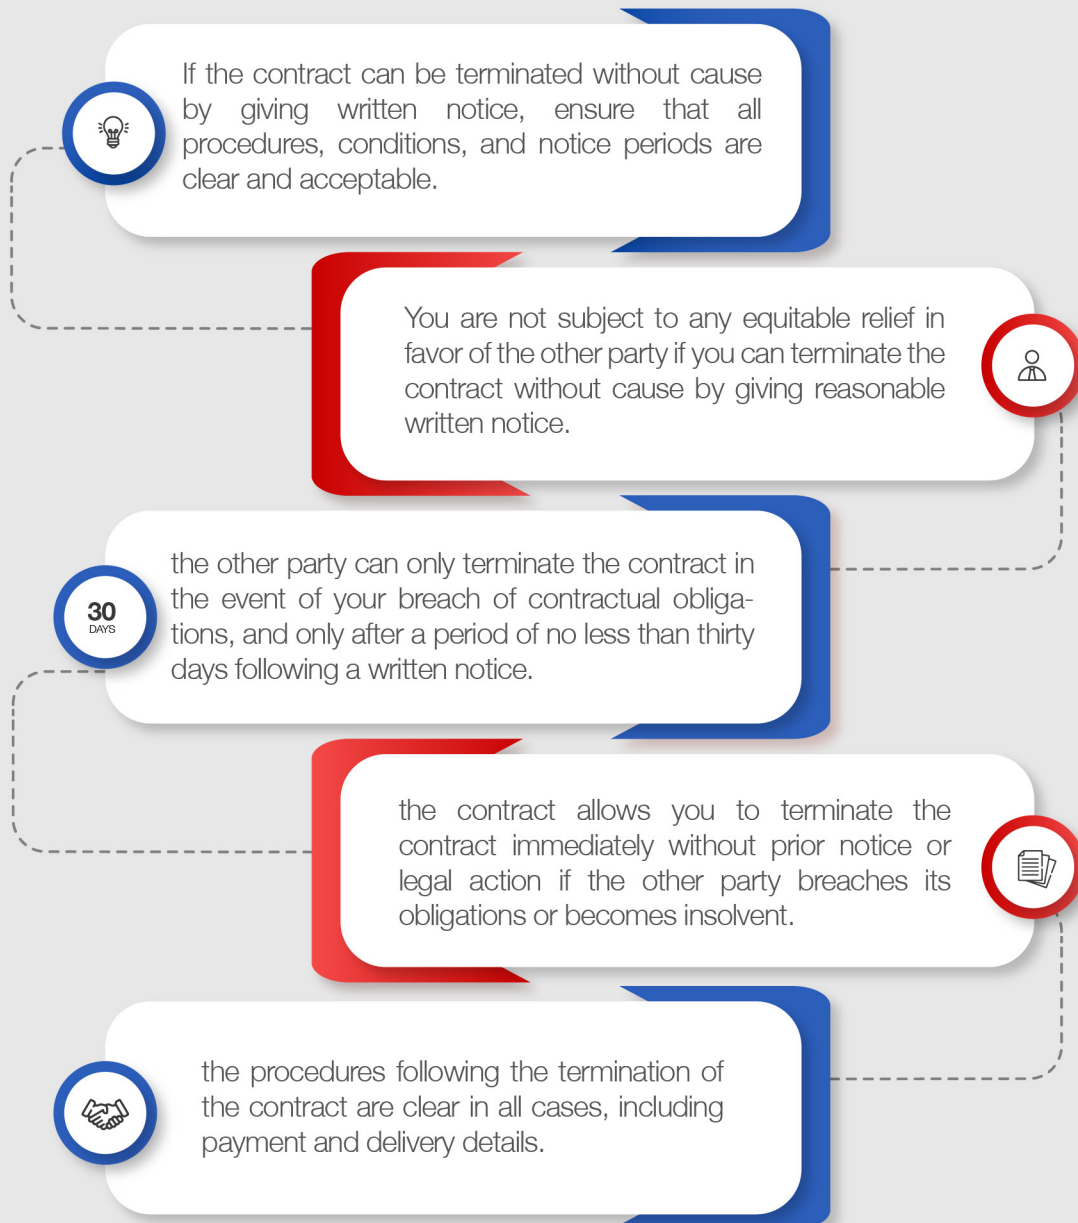 If the contract can be terminated without cause
by giving written notice, ensure that all
procedures, conditions, and notice periods are
clear and acceptable.
You are not subject to any equitable relief in
favor of the other party if you can terminate the
contract without cause by giving reasonable
written notice.
30
DAYS
the other party can only terminate the contract in
the event of your breach of contractual obliga-
tions, and only after a period of no less than thirty
days following a written notice.
the contract allows you to terminate the
contract immediately without prior notice or
legal action if the other party breaches its
obligations or becomes insolvent.
the procedures following the termination of
the contract are clear in all cases, including
payment and delivery details.